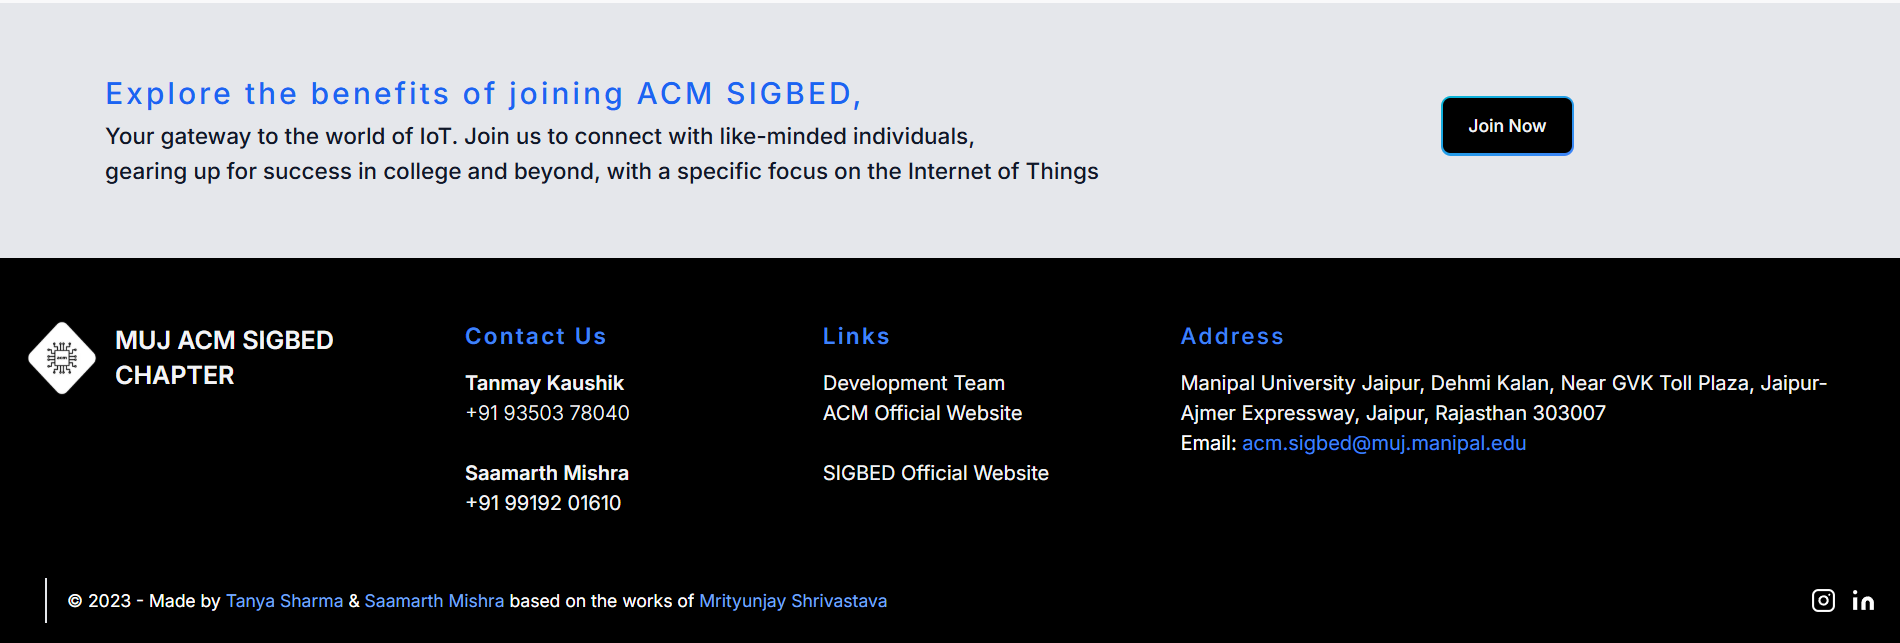 Explore the benefits of joining ACM SIGBED,
Your gateway to the world of IoT. Join us to connect with like-minded individuals,
gearing up for success in college and beyond, with a specific focus on the Internet of Things
Join Now
MUJ ACM SIGBED
CHAPTER
Contact Us
Tanmay Kaushik
+91 93503 78040
Saamarth Mishra
+91 99192 01610
Links
Development Team
ACM Official Website
SIGBED Official Website
Address
Manipal University Jaipur, Dehmi Kalan, Near GVK Toll Plaza, Jaipur-
Ajmer Expressway, Jaipur, Rajasthan 303007
Email: acm.sigbed@muj.manipal.edu
© 2023 - Made by Tanya Sharma & Saamarth Mishra based on the works of Mrityunjay Shrivastava